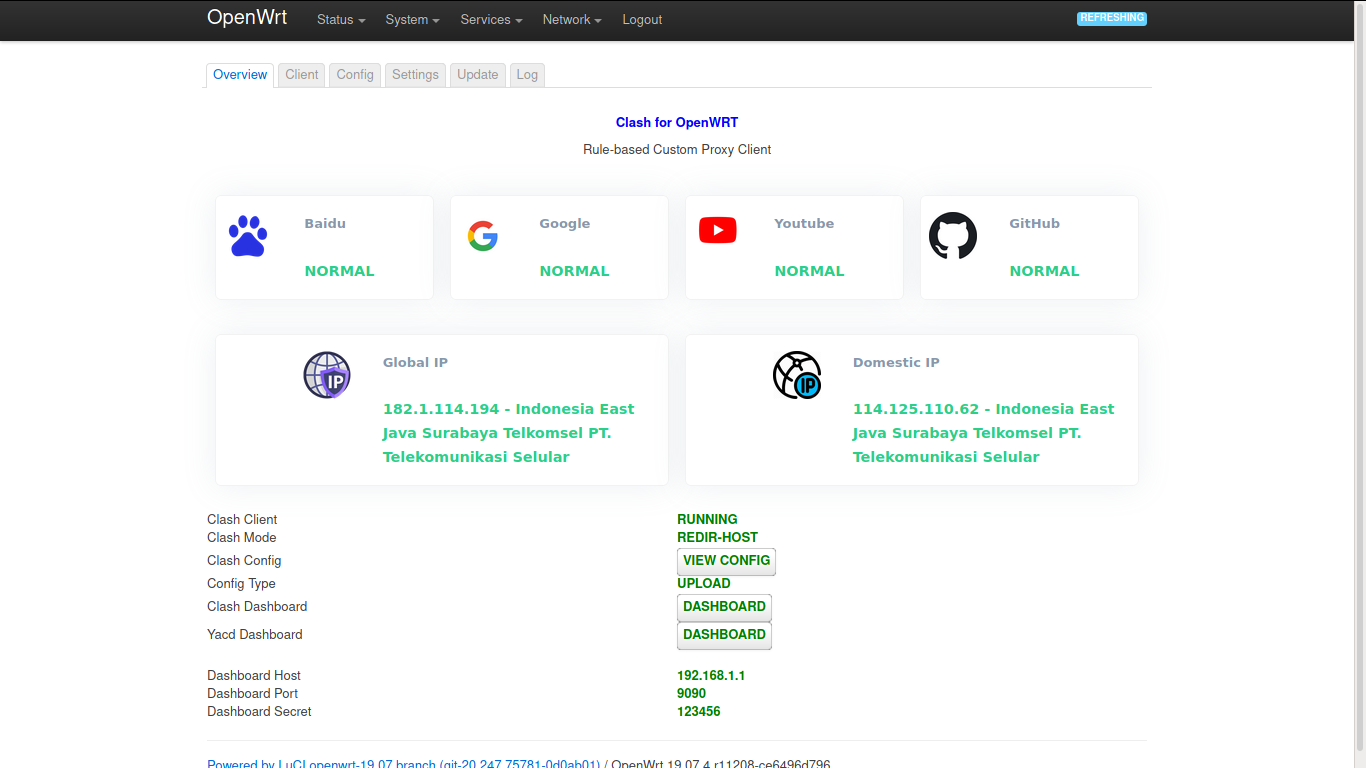 OpenWrt Status System Services Network Logout REFRESHING
Overview Client Config Settings Update Log
Clash for OpenWRT
Rule-based Custom Proxy Client
Baidu
NORMAL
Google
NORMAL
Youtube
NORMAL
GitHub
NORMAL
IP
Global IP
182.1.114.194 - Indonesia East
Java Surabaya Telkomsel PT.
Telekomunikasi Selular
IP
Domestic IP
114.125.110.62 - Indonesia East
Java Surabaya Telkomsel PT.
Telekomunikasi Selular
Clash Client RUNNING
Clash Mode REDIR-HOST
Clash Config VIEW CONFIG
Config Type UPLOAD
Clash Dashboard DASHBOARD
Yacd Dashboard DASHBOARD
Dashboard Host 192.168.1.1
Dashboard Port 9090
Dashboard Secret 123456
Powered by LuCI openwrt-19.07 branch (git-20.247.75781-0d0ab01) / OpenWrt 19.07.4 r11208-ce6496d796